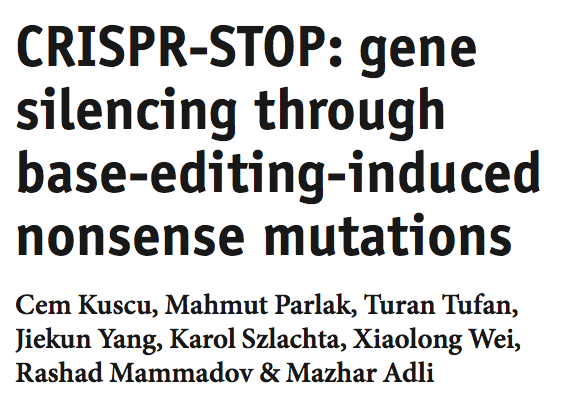 CRISPR-STOP: gene
silencing through
base-editing-induced
nonsense mutations
Cem Kuscu, Mahmut Parlak, Turan Tufan,
Jiekun Yang, Karol Szlachta, Xiaolong Wei,
Rashad Mammadov & Mazhar Adli